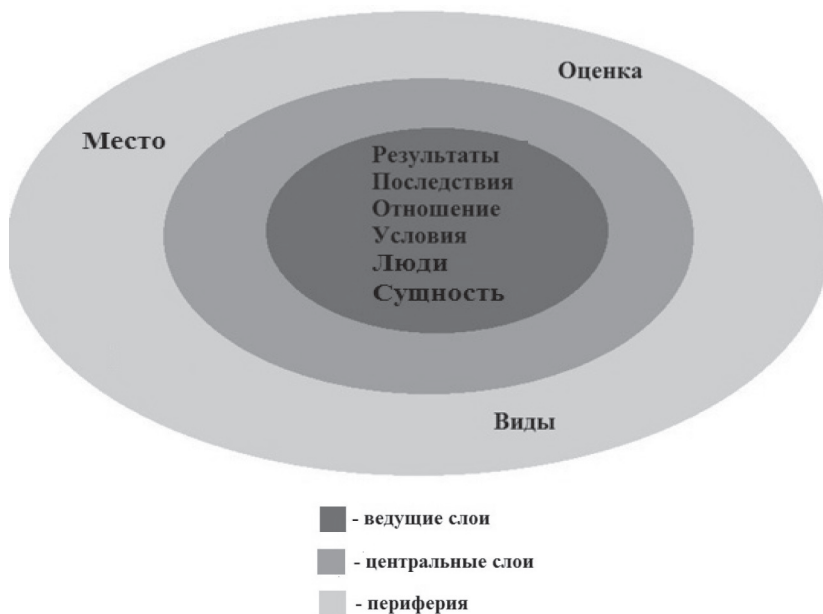 Оценка
Место
Результаты
Последствия
Отношение
Условия
Люди
Сущность
Виды
- ведущие слои
- центральные слои
- периферия